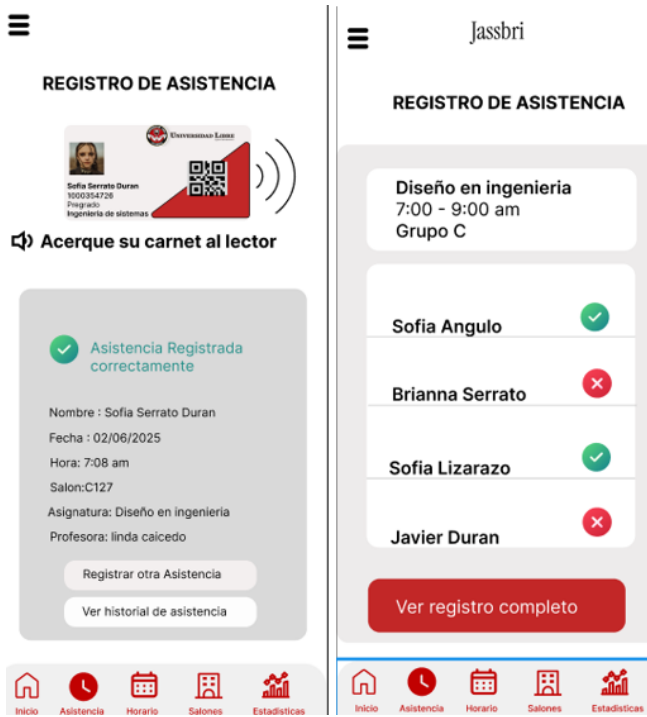 REGISTRO DE ASISTENCIA
UNIVERSIDAD LIBRE
Sofia Serrato Duran
1000354726
Pregrado
Ingenieria de sistemas
Acerque su carnet al lector
Asistencia Registrada
correctamente
Nombre : Sofia Serrato Duran
Fecha : 02/06/2025
Hora: 7:08 am
Salon:C127
Asignatura: Diseño en ingenieria
Profesora: linda caicedo
Registrar otra Asistencia
Ver historial de asistencia
Inicio
Asistencia
Horario
Salones
Estadisticas
Jassbri
REGISTRO DE ASISTENCIA
Diseño en ingenieria
7:00 - 9:00 am
Grupo C
Sofia Angulo
Brianna Serrato
Sofia Lizarazo
Javier Duran
Ver registro completo
Inicio
Asistencia
Horario
Salones
Estadisticas